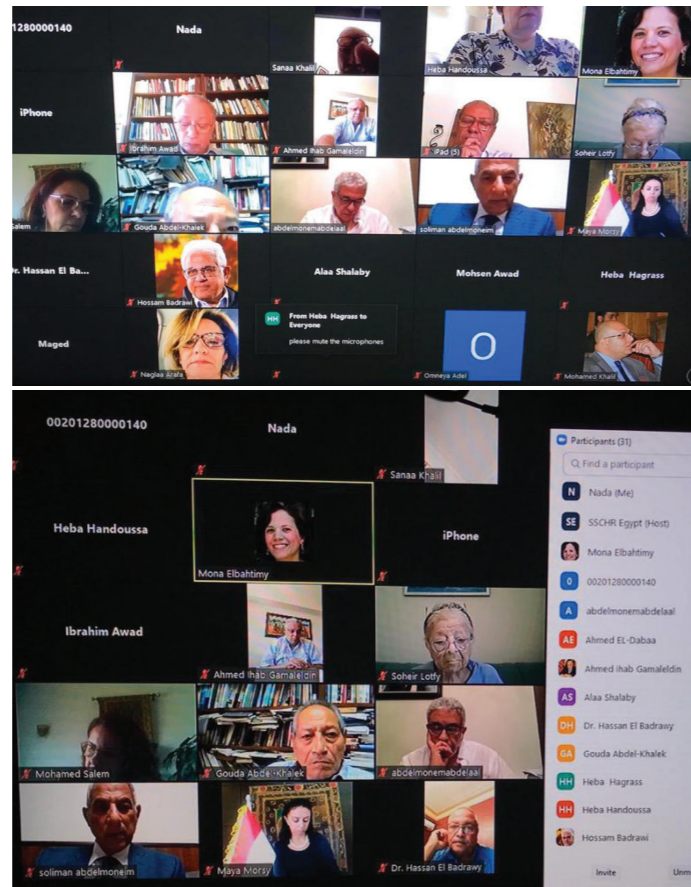 1280000140
Nada
Sanaa Khalil
Heba Handoussa
Mona Elbahtimy
iPhone
Ibrahim Awad
Ahmed Ihab Gamaleldin
iPad (5)
Soheir Lotfy
Salem
Gouda Abdel-Khalek
abdelmonemabdelaal
soliman abdelmoneim
Maya Morsy
Dr. Hassan El Ba...
Hossam Badrawi
Alaa Shalaby
Mohsen Awad
Heba Hagrass
HH
From Heba Hagrass to
Everyone
please mute the microphones
Maged
Naglaa Arafa
O
Omneya Adel
Mohamed Khalil
00201280000140
Nada
Sanaa Khalil
Heba Handoussa
Mona Elbahtimy
iPhone
Ibrahim Awad
Ahmed Ihab Gamaleldin
Soheir Lotfy
Mohamed Salem
Gouda Abdel-Khalek
abdelmonemabdelaal
soliman abdelmoneim
Maya Morsy
Dr. Hassan El Badrawy
Participants (31)
Find a participant
N Nada (Me)
SE SSCHR Egypt (Host)
Mona Elbahtimy
0 00201280000140
A abdelmonemabdelaal
AE Ahmed EL-Dabaa
Ahmed ihab Gamaleldin
AS Alaa Shalaby
DH Dr. Hassan El Badrawy
GA Gouda Abdel-Khalek
HH Heba Hagrass
HH Heba Handoussa
Hossam Badrawi
Invite
Unm